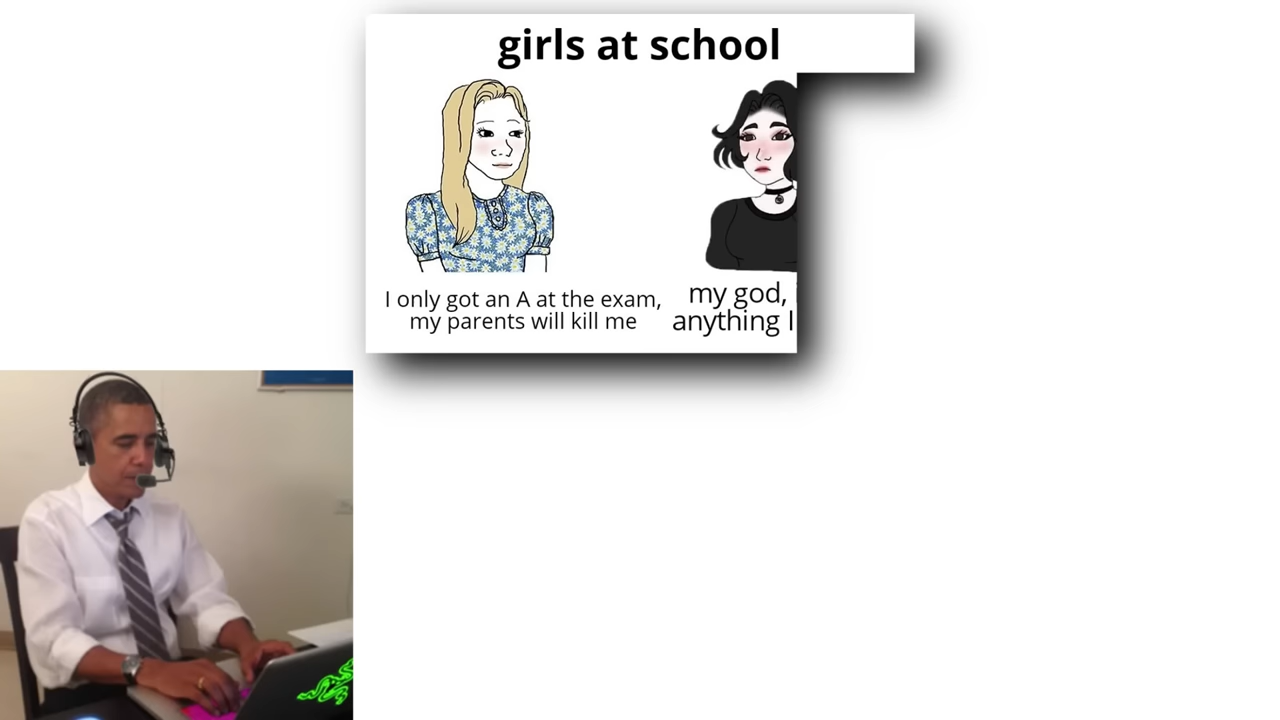 girls at school
I only got an A at the exam,
my parents will kill me
my god,
anything I